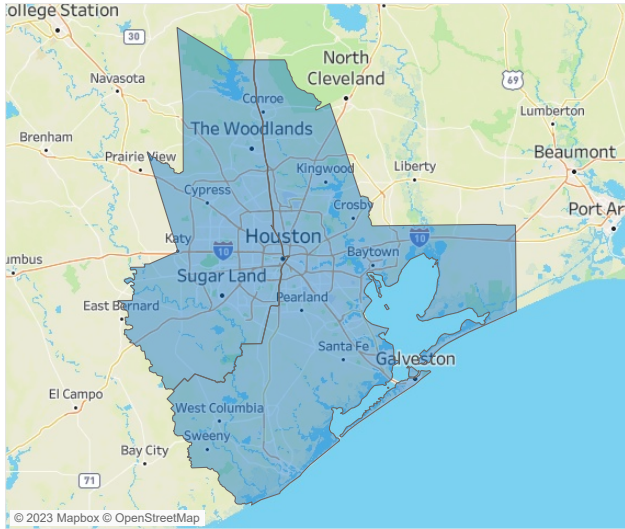 ollege Station
30
Navasota
North
Cleveland
69
Conroe
Lumberton
The Woodlands
Brenham
Prairie View
Beaumont
Kingwood
Liberty
Cypress
Crosby
Port Ar
Katy
Houston
10
10
Baytown
umbus
Sugar Land
Pearland
East Bernard
Santa Fe
Galveston
El Campo
West Columbia
Sweeny
Bay City
71
© 2023 Mapbox © OpenStreetMap